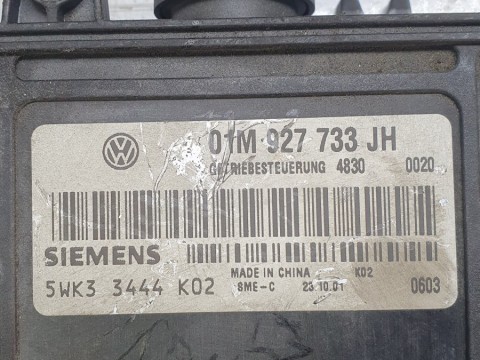 01M 927 733 JH
GETRIEBESTEUERUNG 4830 0020
SIEMENS
MADE IN CHINA K02
5WK3 3444 K02 SME-C 23.10.01 0603